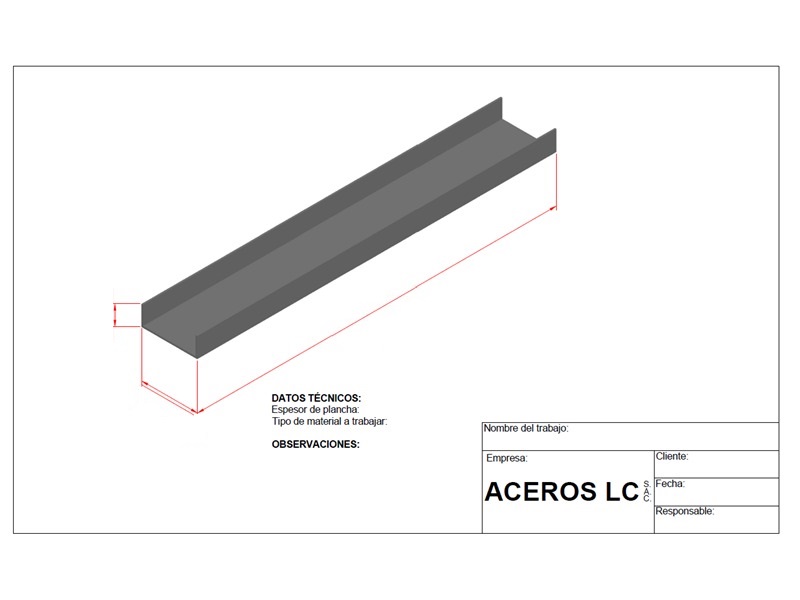 DATOS TÉCNICOS:
Espesor de plancha:
Tipo de material a trabajar:
OBSERVACIONES:
Nombre del trabajo:
Empresa:
ACEROS LC S.A.C.
Cliente:
Fecha:
Responsable: